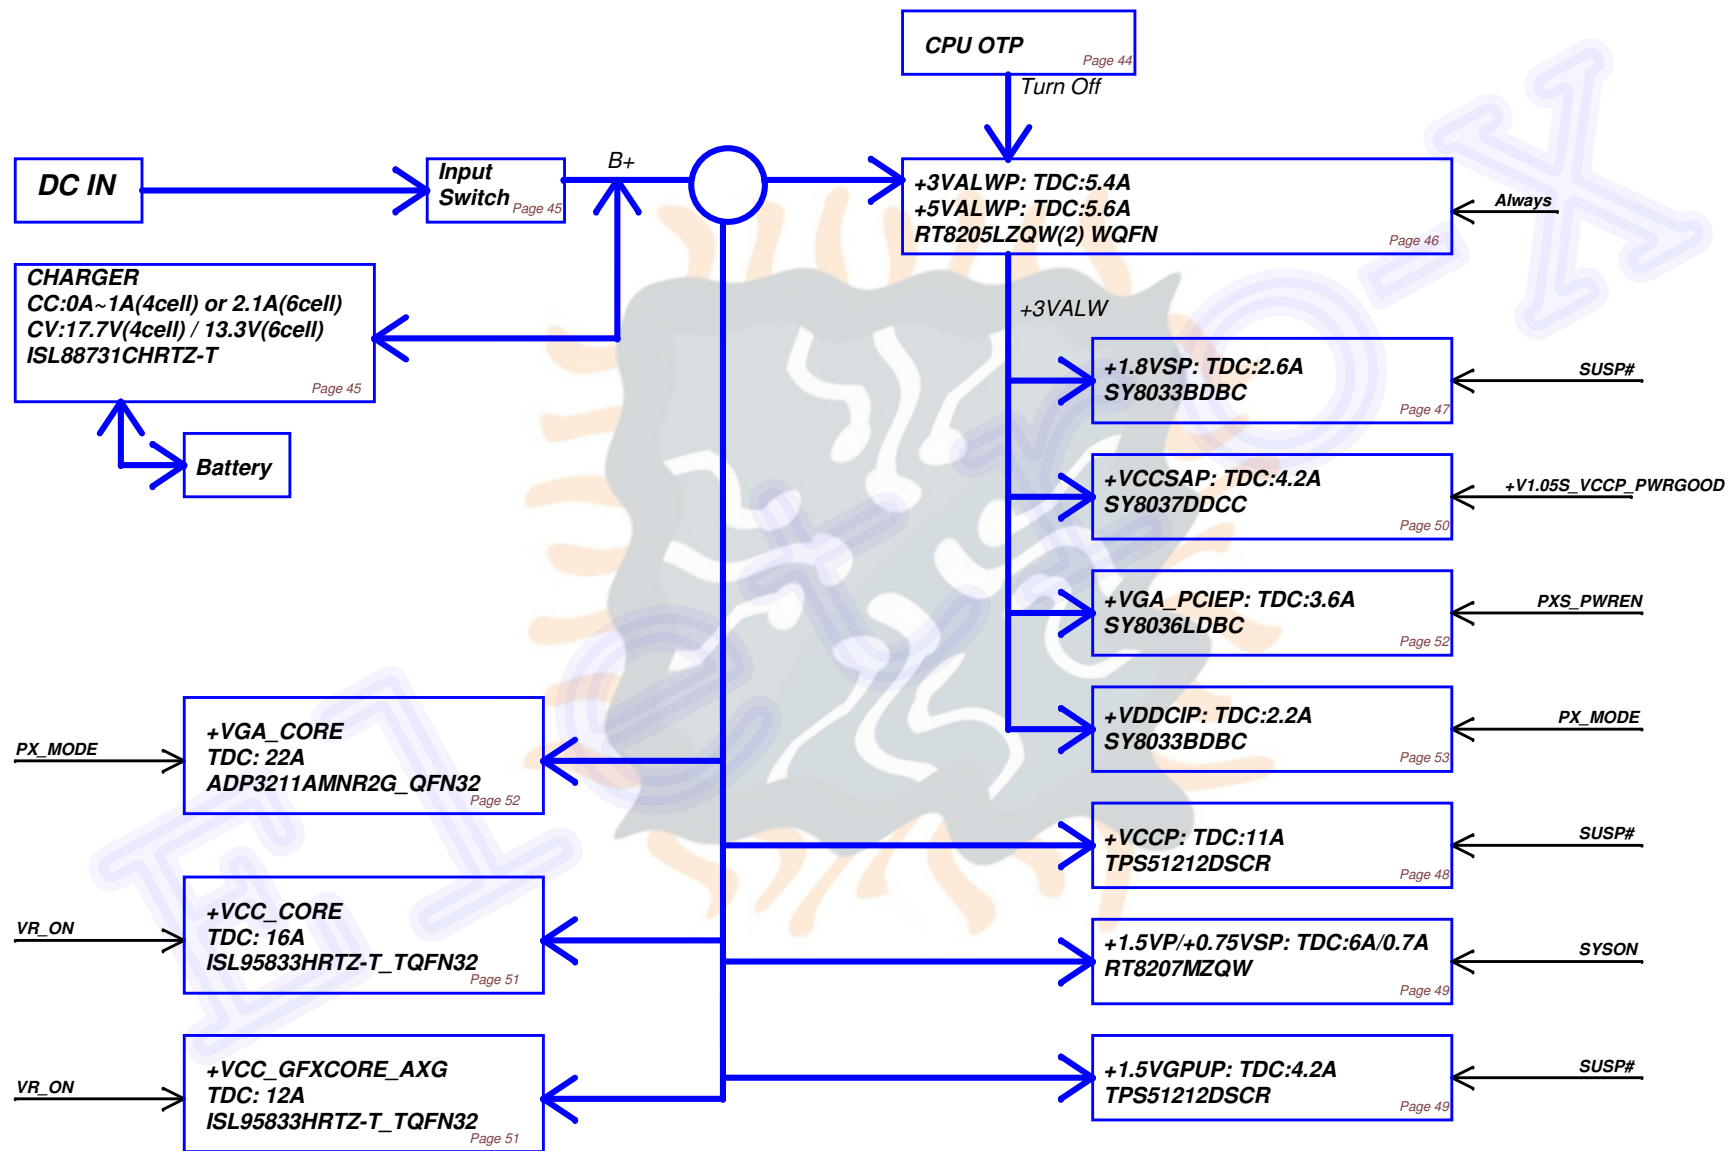 CPU OTP
Page 44
Turn Off
DC IN
Input
Switch
Page 45
B+
+3VALWP: TDC:5.4A
+5VALWP: TDC:5.6A
RT8205LZQW(2) WQFN
Page 46
Always
CHARGER
CC:0A~1A(4cell) or 2.1A(6cell)
CV:17.7V(4cell) / 13.3V(6cell)
ISL88731CHRTZ-T
Page 45
Battery
+3VALW
+1.8VSP: TDC:2.6A
SY8033BDBC
Page 47
SUSP#
+VCCSAP: TDC:4.2A
SY8037DDCC
Page 50
+V1.05S_VCCP_PWRGOOD
+VGA_PCIEP: TDC:3.6A
SY8036LDBC
Page 52
PXS_PWREN
+VDDCIP: TDC:2.2A
SY8033BDBC
Page 53
PX_MODE
PX_MODE
+VGA_CORE
TDC: 22A
ADP3211AMNR2G_QFN32
Page 52
+VCCP: TDC:11A
TPS51212DSCR
Page 48
SUSP#
VR_ON
+VCC_CORE
TDC: 16A
ISL95833HRTZ-T_TQFN32
Page 51
+1.5VP/+0.75VSP: TDC:6A/0.7A
RT8207MZQW
Page 49
SYSON
VR_ON
+VCC_GFXCORE_AXG
TDC: 12A
ISL95833HRTZ-T_TQFN32
Page 51
+1.5VGPUP: TDC:4.2A
TPS51212DSCR
Page 49
SUSP#